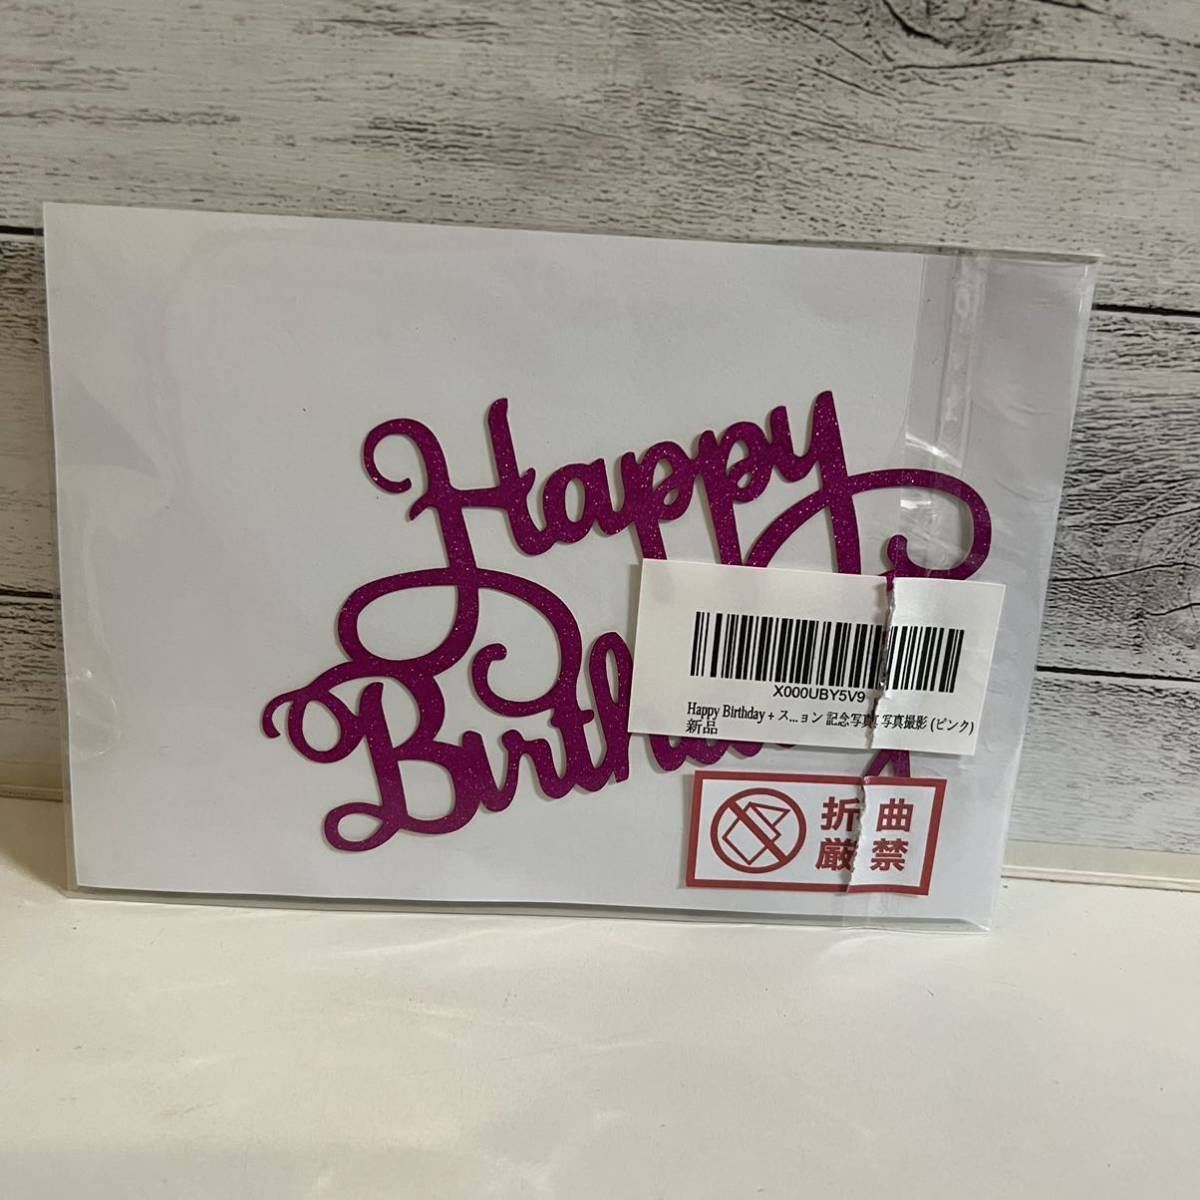 Happy
Birthday
X000UBY5V9
Happy Birthday + ス...ョン 記念写真 写真撮影 (ピンク)
新品
折曲
厳禁